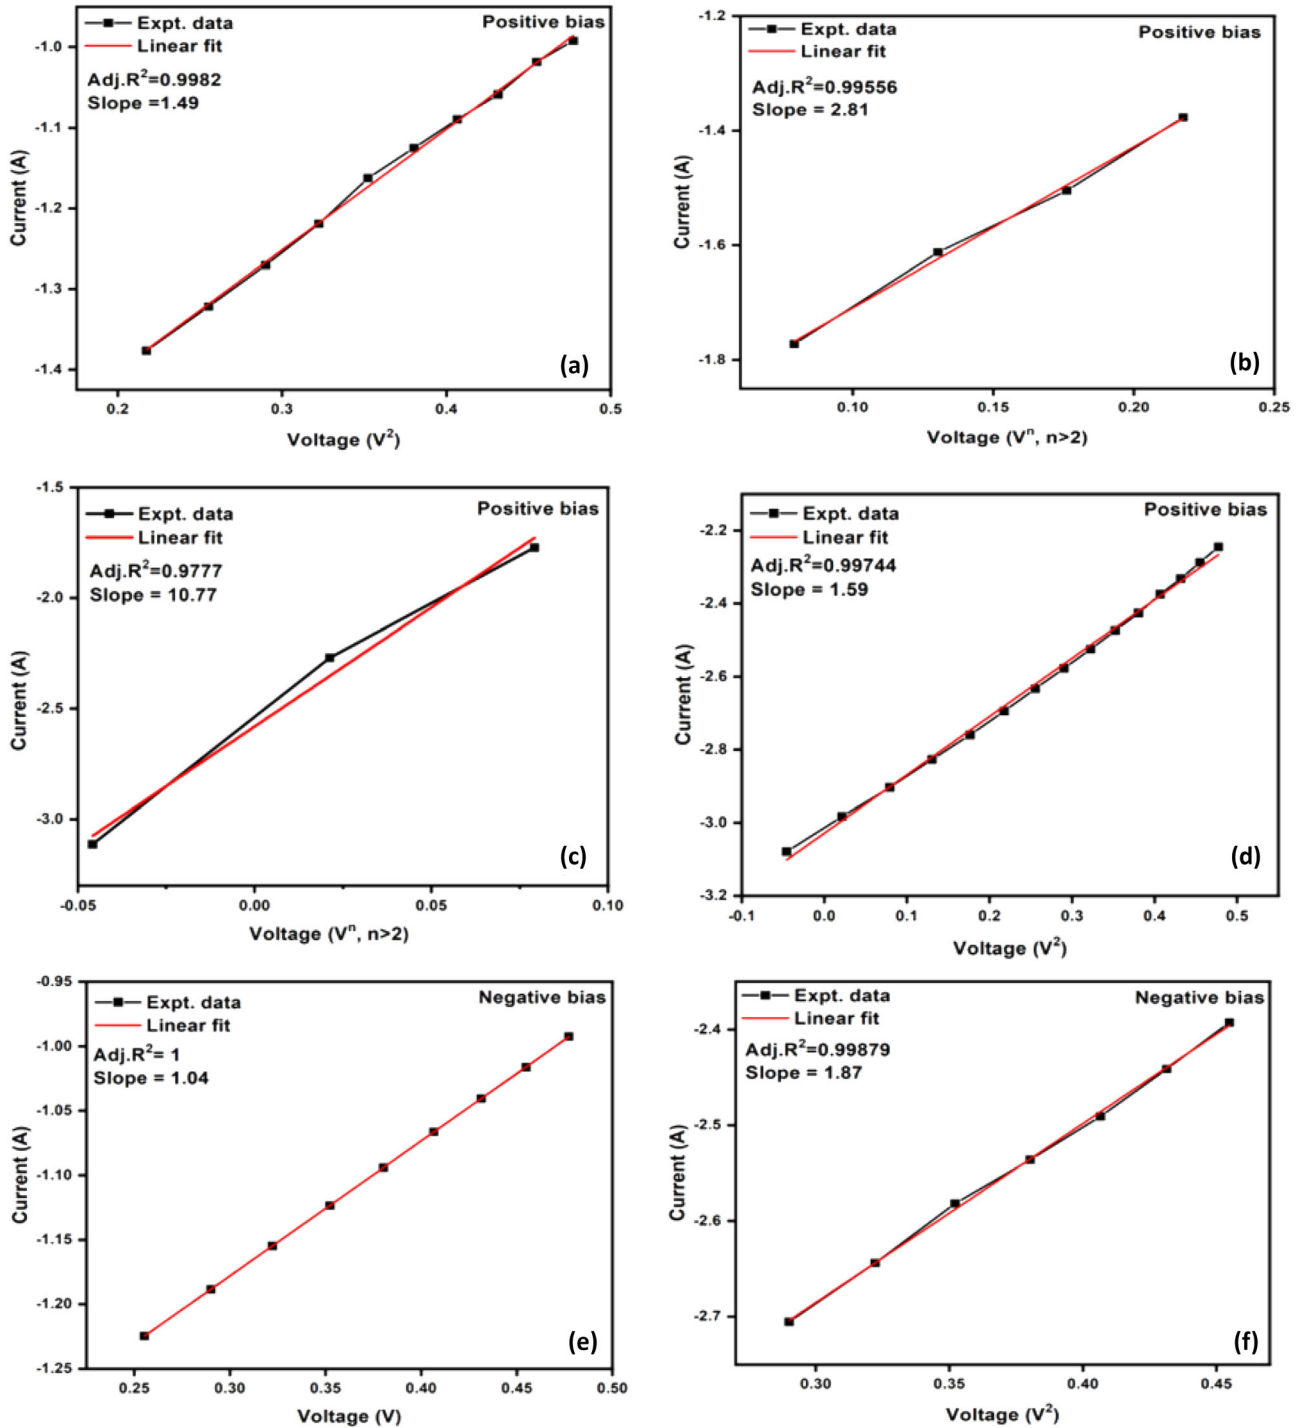 Expt. data
Linear fit
Positive bias
Adj.R²=0.9982
Slope =1.49
-1.0
-1.1
-1.2
-1.3
-1.4
Current (A)
(a)
0.2 0.3 0.4 0.5
Voltage (V²)
Expt. data
Linear fit
Positive bias
Adj.R²=0.99556
Slope = 2.81
-1.2
-1.4
-1.6
-1.8
Current (A)
(b)
0.10 0.15 0.20 0.25
Voltage (Vⁿ, n>2)
Expt. data
Linear fit
Positive bias
Adj.R²=0.9777
Slope = 10.77
-1.5
-2.0
-2.5
-3.0
Current (A)
(c)
-0.05 0.00 0.05 0.10
Voltage (Vⁿ, n>2)
Expt. data
Linear fit
Positive bias
Adj.R²=0.99744
Slope = 1.59
-2.2
-2.4
-2.6
-2.8
-3.0
-3.2
Current (A)
(d)
-0.1 0.0 0.1 0.2 0.3 0.4 0.5
Voltage (V²)
Expt. data
Linear fit
Negative bias
Adj.R²= 1
Slope = 1.04
-0.95
-1.00
-1.05
-1.10
-1.15
-1.20
-1.25
Current (A)
(e)
0.25 0.30 0.35 0.40 0.45 0.50
Voltage (V)
Expt. data
Linear fit
Negative bias
Adj.R²=0.99879
Slope = 1.87
-2.4
-2.5
-2.6
-2.7
Current (A)
(f)
0.30 0.35 0.40 0.45
Voltage (V²)